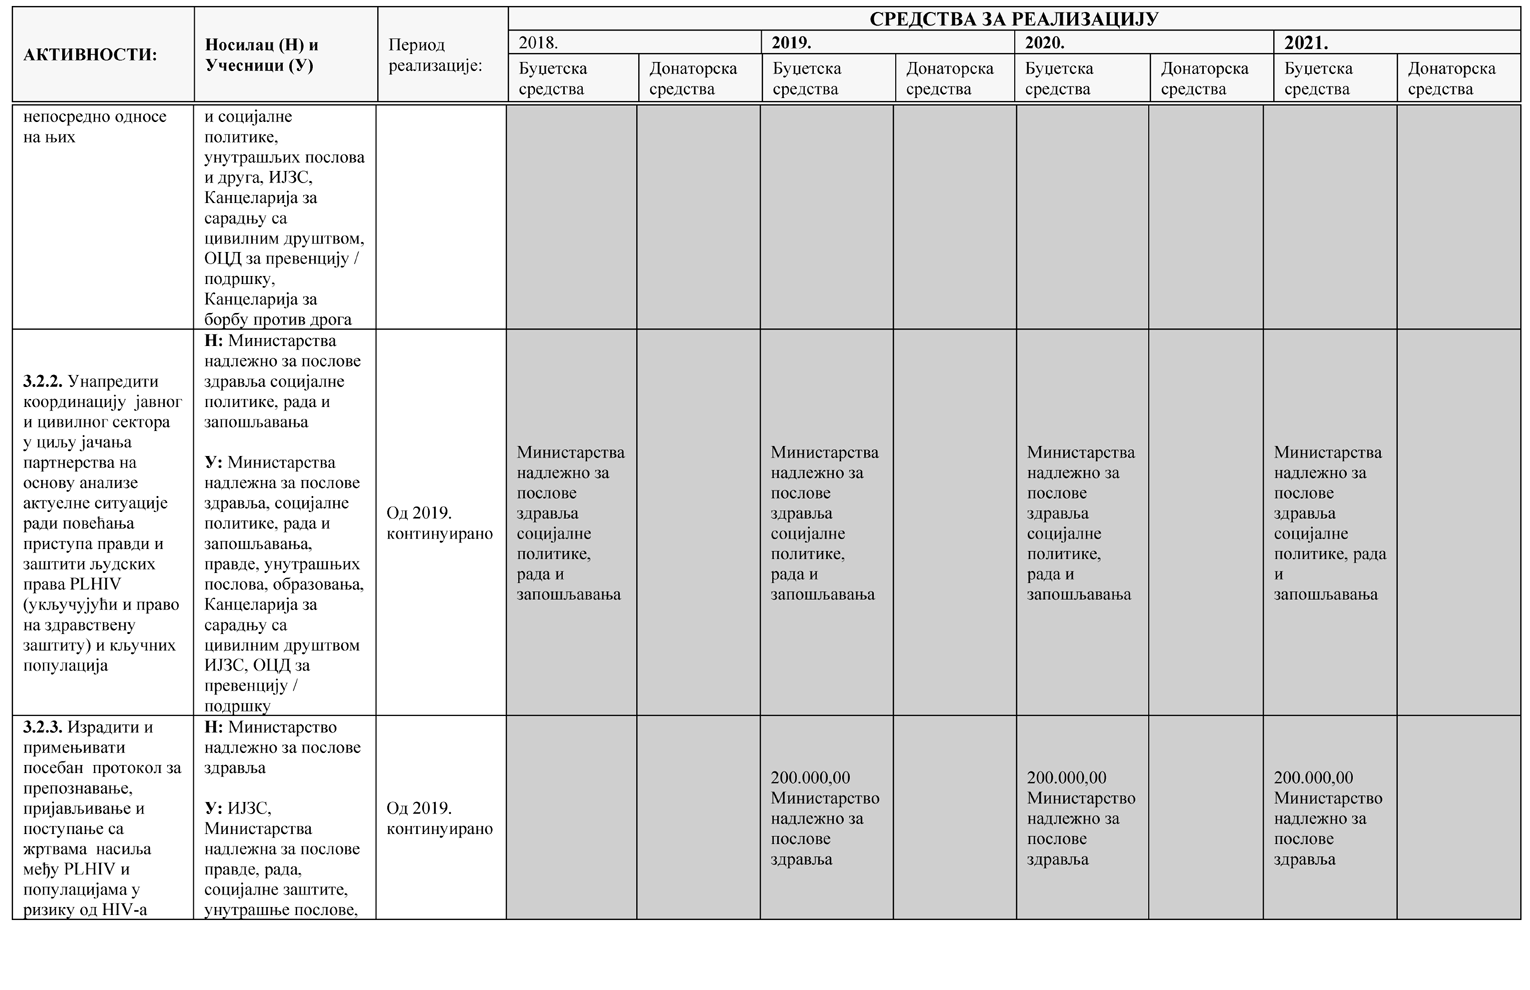 АКТИВНОСТИ:
Носилац (Н) и
Учесници (У)
Период
реализације:
СРЕДСТВА ЗА РЕАЛИЗАЦИЈУ
2018.
2019.
2020.
2021.
Буџетска
средства
Донаторска
средства
Буџетска
средства
Донаторска
средства
Буџетска
средства
Донаторска
средства
Буџетска
средства
Донаторска
средства
непосредно односе
на њих
и социјалне
политике,
унутрашљих послова
и друга, ИЈЗС,
Канцеларија за
сарадњу са
цивилним друштвом,
ОЦД за превенцију /
подршку,
Канцеларија за
борбу против дрога
3.2.2. Унапредити
координацију јавног
и цивилног сектора
у циљу јачања
партнерства на
основу анализе
актуелне ситуације
ради повећања
приступа правди и
заштити људских
права PLHIV
(укључујући и право
на здравствену
заштиту) и кључних
популација
Н: Министарства
надлежно за послове
здравља социјалне
политике, рада и
запошљавања
У: Министарства
надлежна за послове
здравља, социјалне
политике, рада и
запошљавања,
правде, унутрашњих
послова, образовања,
Канцеларија за
сарадњу са
цивилним друштвом
ИЈЗС, ОЦД за
превенцију /
подршку
Од 2019.
континуирано
Министарства
надлежно за
послове
здравља
социјалне
политике,
рада и
запошљавања
Министарства
надлежно за
послове
здравља
социјалне
политике,
рада и
запошљавања
Министарства
надлежно за
послове
здравља
социјалне
политике,
рада и
запошљавања
Министарства
надлежно за
послове
здравља
социјалне
политике, рада
и
запошљавања
3.2.3. Израдити и
примењивати
посебан протокол за
препознавање,
пријављивање и
поступање са
жртвама насиља
међу PLHIV и
популацијама у
ризику од HIV-а
Н: Министарство
надлежно за послове
здравља
У: ИЈЗС,
Министарства
надлежна за послове
правде, рада,
социјалне заштите,
унутрашње послове,
Од 2019.
континуирано
200.000,00
Министарство
надлежно за
послове
здравља
200.000,00
Министарство
надлежно за
послове
здравља
200.000,00
Министарство
надлежно за
послове
здравља